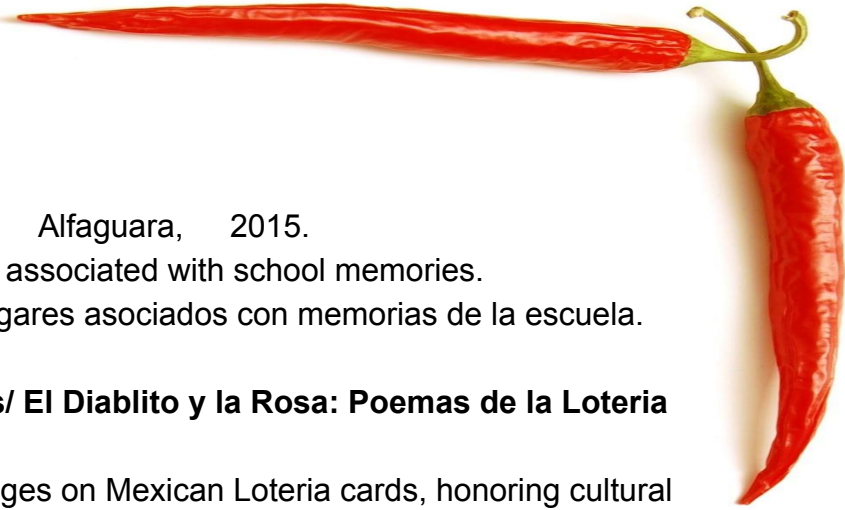 Alfaguara, 2015.
associated with school memories.
gares asociados con memorias de la escuela.
s/ El Diablito y la Rosa: Poemas de la Loteria
ges on Mexican Loteria cards, honoring cultural